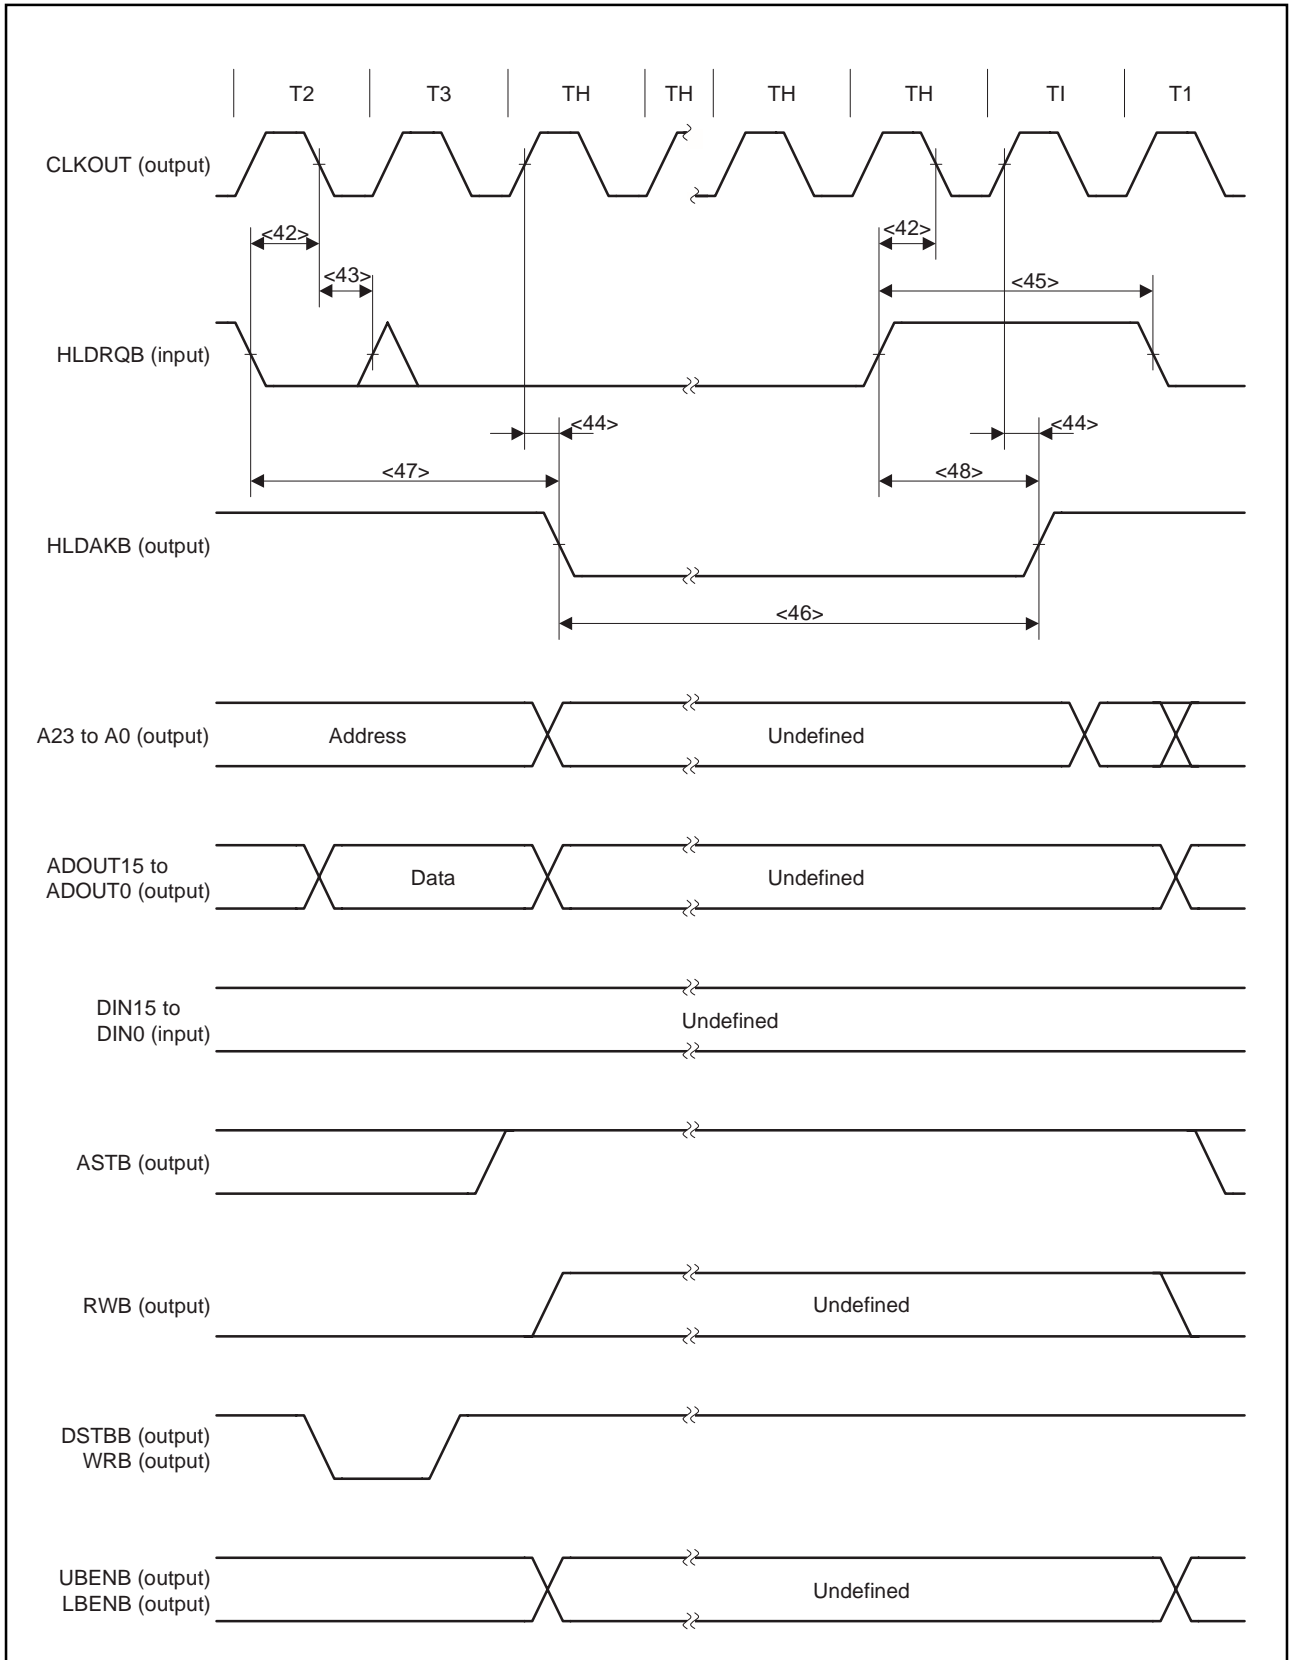 T2 T3 TH TH TH TH TI T1
CLKOUT (output)
<42> <42>
<43> <45>
HLDRQB (input)
<44> <44>
<47> <48>
HLDAKB (output)
<46>
A23 to A0 (output) Address Undefined
ADOUT15 to
ADOUT0 (output) Data Undefined
DIN15 to
DIN0 (input) Undefined
ASTB (output)
RWB (output) Undefined
DSTBB (output)
WRB (output)
UBENB (output)
LBENB (output) Undefined